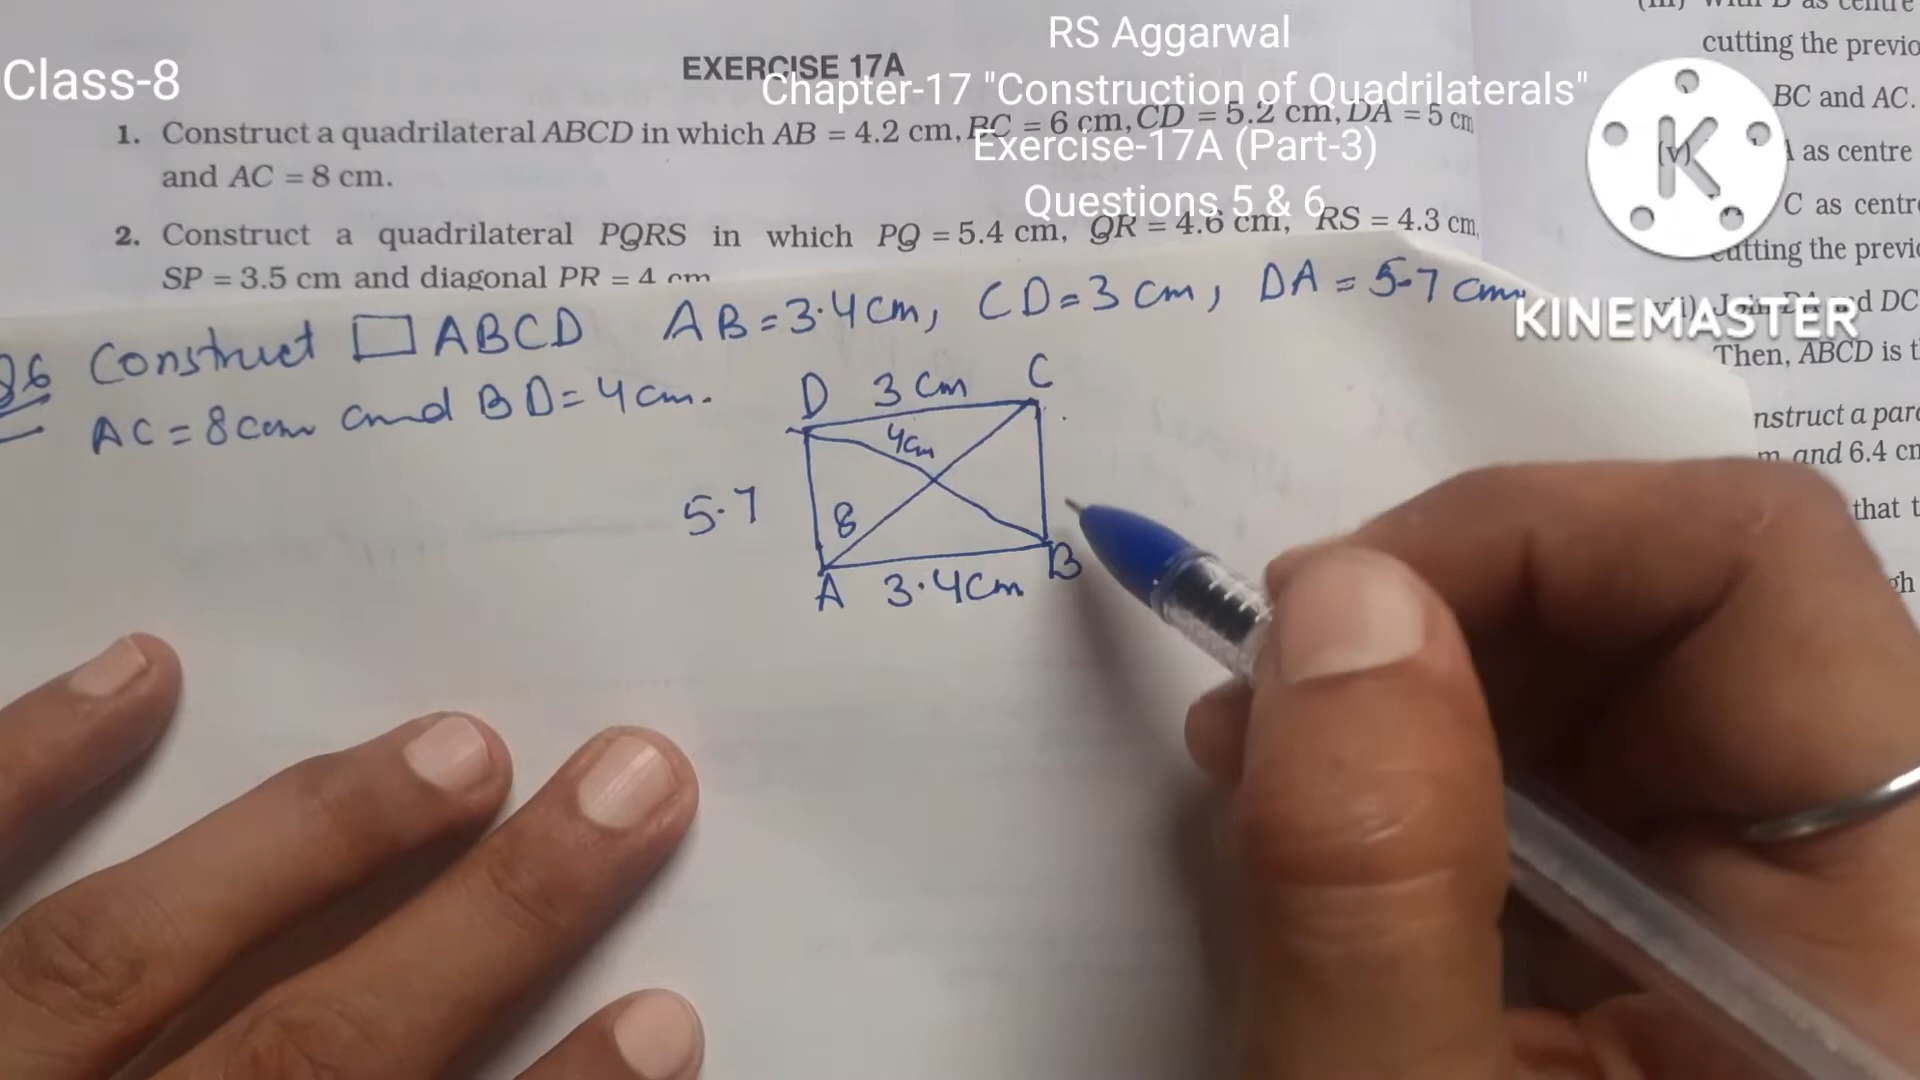 Class-8
RS Aggarwal
Chapter-17 "Construction of Quadrilaterals"
Exercise-17A (Part-3)
Questions 5 & 6
EXERCISE 17A
1. Construct a quadrilateral ABCD in which AB = 4.2 cm, BC = 6 cm, CD = 5.2 cm, DA = 5 cm
and AC = 8 cm.
2. Construct a quadrilateral PQRS in which PQ = 5.4 cm, QR = 4.6 cm, RS = 4.3 cm,
SP = 3.5 cm and diagonal PR = 4 cm
Q6 Construct □ ABCD AB = 3.4 cm, CD = 3 cm, DA = 5.7 cm
AC = 8 cm and BD = 4 cm.
D 3 cm C
4cm
5.7
8
A 3.4 cm B
K
KINEMASTER
as centre
cutting the previo
BC and AC.
(v)
as centre
C as centre
cutting the previo
d DC
Then, ABCD is t
nstruct a para
m and 6.4 cm
that t